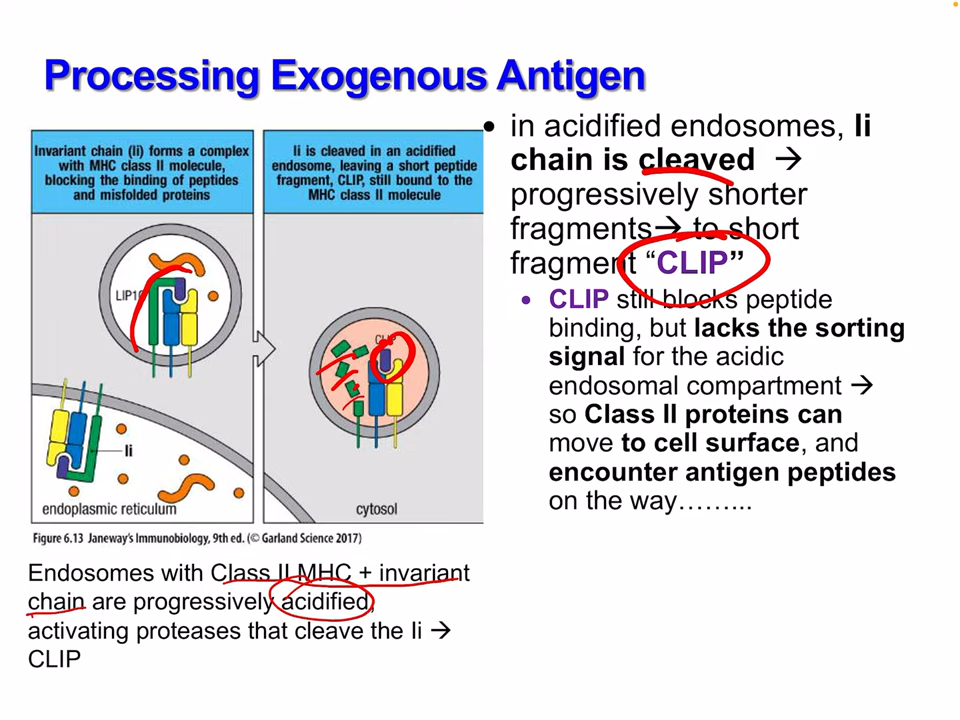 Processing Exogenous Antigen
Invariant chain (Ii) forms a complex
with MHC class II molecule,
blocking the binding of peptides
and misfolded proteins
Ii is cleaved in an acidified
endosome, leaving a short peptide
fragment, CLIP, still bound to the
MHC class II molecule
LIP10
Ii
endoplasmic reticulum
CLIP
cytosol
Figure 6.13 Janeway's Immunobiology, 9th ed. (© Garland Science 2017)
Endosomes with Class II MHC + invariant
chain are progressively acidified,
activating proteases that cleave the Ii →
CLIP
• in acidified endosomes, Ii
chain is cleaved →
progressively shorter
fragments→ to short
fragment “CLIP”
• CLIP still blocks peptide
binding, but lacks the sorting
signal for the acidic
endosomal compartment →
so Class II proteins can
move to cell surface, and
encounter antigen peptides
on the way……...